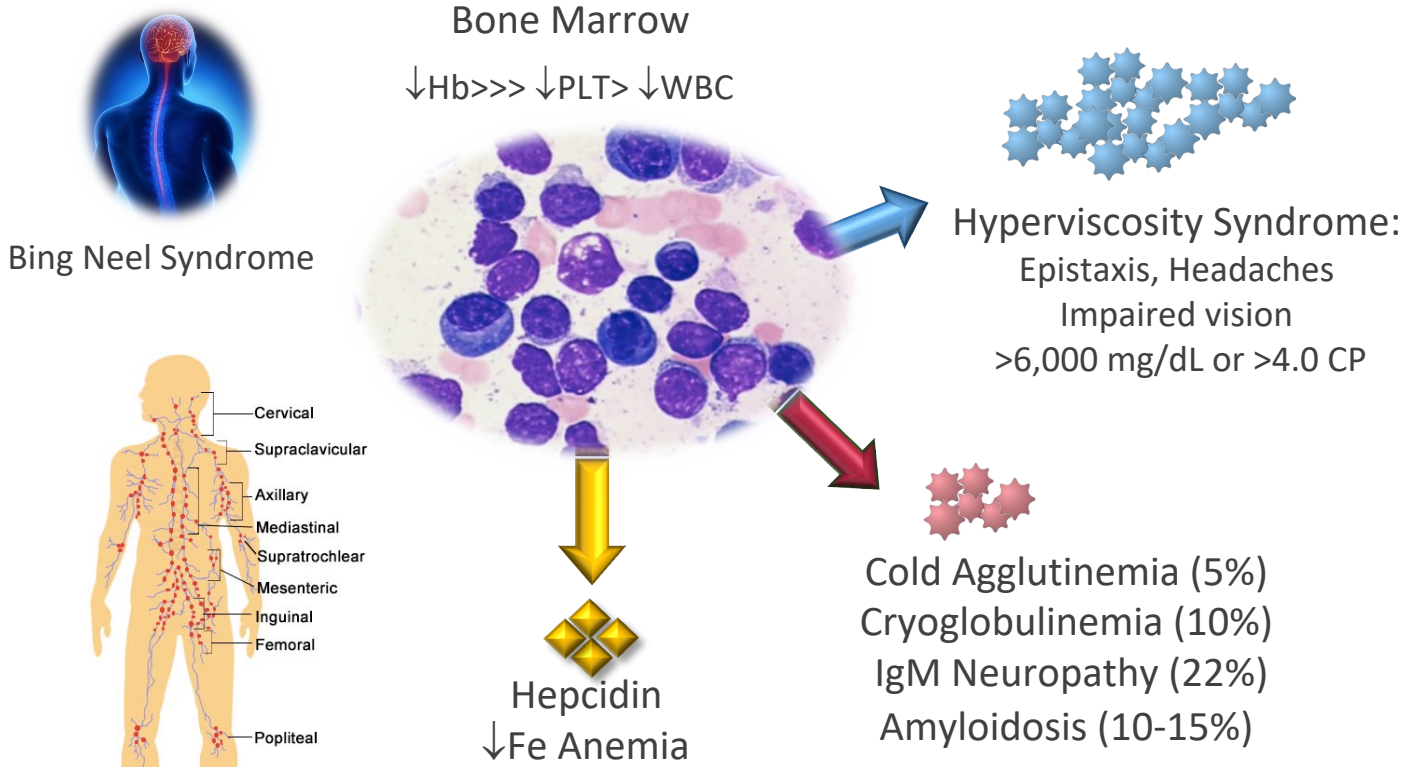 Bone Marrow
↓Hb>>> ↓PLT> ↓WBC
Bing Neel Syndrome
Hyperviscosity Syndrome:
Epistaxis, Headaches
Impaired vision
>6,000 mg/dL or >4.0 CP
Cervical
Supraclavicular
Axillary
Mediastinal
Supratrochlear
Mesenteric
Inguinal
Femoral
Popliteal
Hepcidin
↓Fe Anemia
Cold Agglutinemia (5%)
Cryoglobulinemia (10%)
IgM Neuropathy (22%)
Amyloidosis (10-15%)